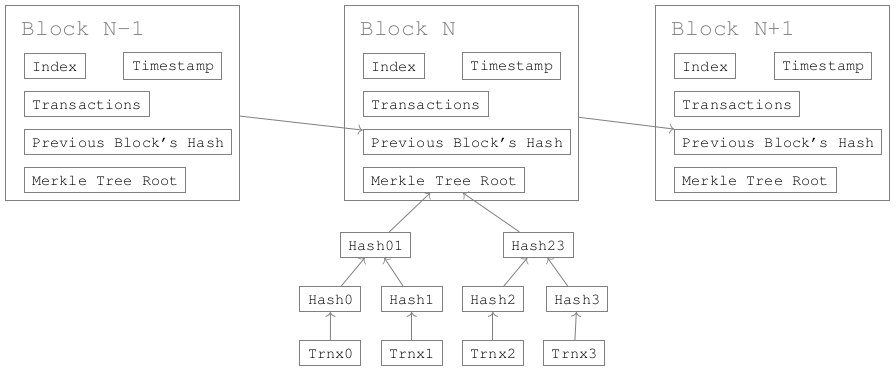 Block N-1
Index Timestamp
Transactions
Previous Block's Hash
Merkle Tree Root
Block N
Index Timestamp
Transactions
Previous Block's Hash
Merkle Tree Root
Block N+1
Index Timestamp
Transactions
Previous Block's Hash
Merkle Tree Root
Hash01 Hash23
Hash0 Hash1 Hash2 Hash3
Trnx0 Trnx1 Trnx2 Trnx3